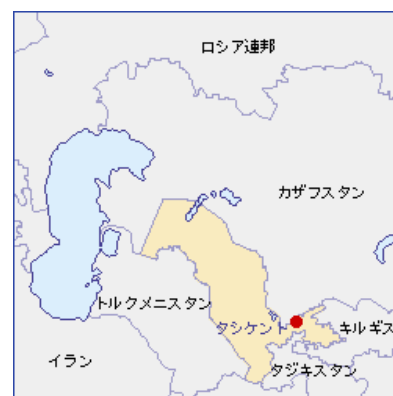 ロシア連邦
カザフスタン
トルクメニスタン
タシケント
キルギス
イラン
タジキスタン